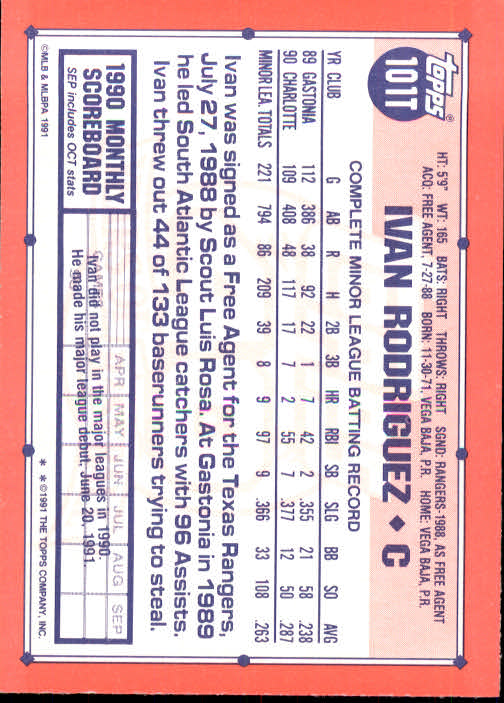 TOPPS®
101T
HT: 5'9" WT: 165 BATS: RIGHT THROWS: RIGHT SGND: RANGERS-1988, AS FREE AGENT
ACQ: FREE AGENT, 7-27-88 BORN: 11-30-71, VEGA BAJA, P.R. HOME: VEGA BAJA, P.R.
IVAN RODRIGUEZ ◆ C
COMPLETE MINOR LEAGUE BATTING RECORD
YR CLUB G AB R H 2B 3B HR RBI SB SLG BB SO AVG
89 GASTONIA 112 386 38 92 22 1 7 42 2 .355 21 58 .238
90 CHARLOTTE 109 408 48 117 17 7 2 55 7 .377 12 50 .287
MINOR LEA. TOTALS 221 794 86 209 39 8 9 97 9 .366 33 108 .263
Ivan was signed as a Free Agent for the Texas Rangers,
July 27, 1988 by Scout Luis Rosa. At Gastonia in 1989
he led South Atlantic League catchers with 96 Assists.
Ivan threw out 44 of 133 baserunners trying to steal.
1990 MONTHLY
SCOREBOARD
SEP includes OCT stats
APR MAY JUN JUL AUG SEP
GAMES
Ivan did not play in the major leagues in 1990.
He made his major league debut, June 20, 1991.
©MLB & MLBPA 1991
* * ©1991 THE TOPPS COMPANY, INC.